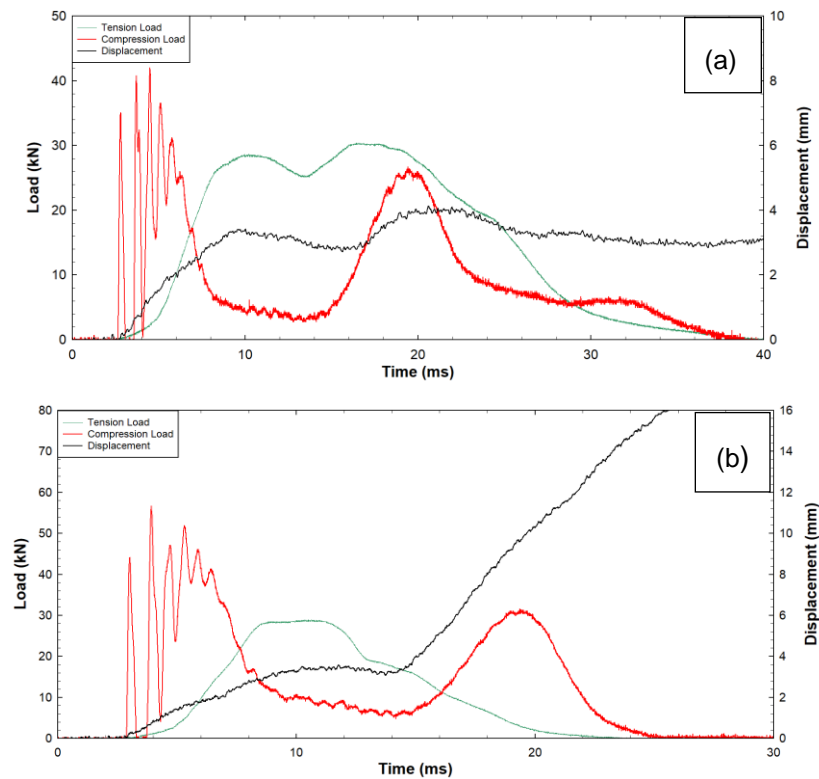 Tension Load
Compression Load
Displacement
(a)
50
40
30
20
10
0
Load (kN)
10
8
6
4
2
0
Displacement (mm)
0
10
20
30
40
Time (ms)
Tension Load
Compression Load
Displacement
(b)
80
70
60
50
40
30
20
10
0
Load (kN)
16
14
12
10
8
6
4
2
0
Displacement (mm)
0
10
20
30
Time (ms)